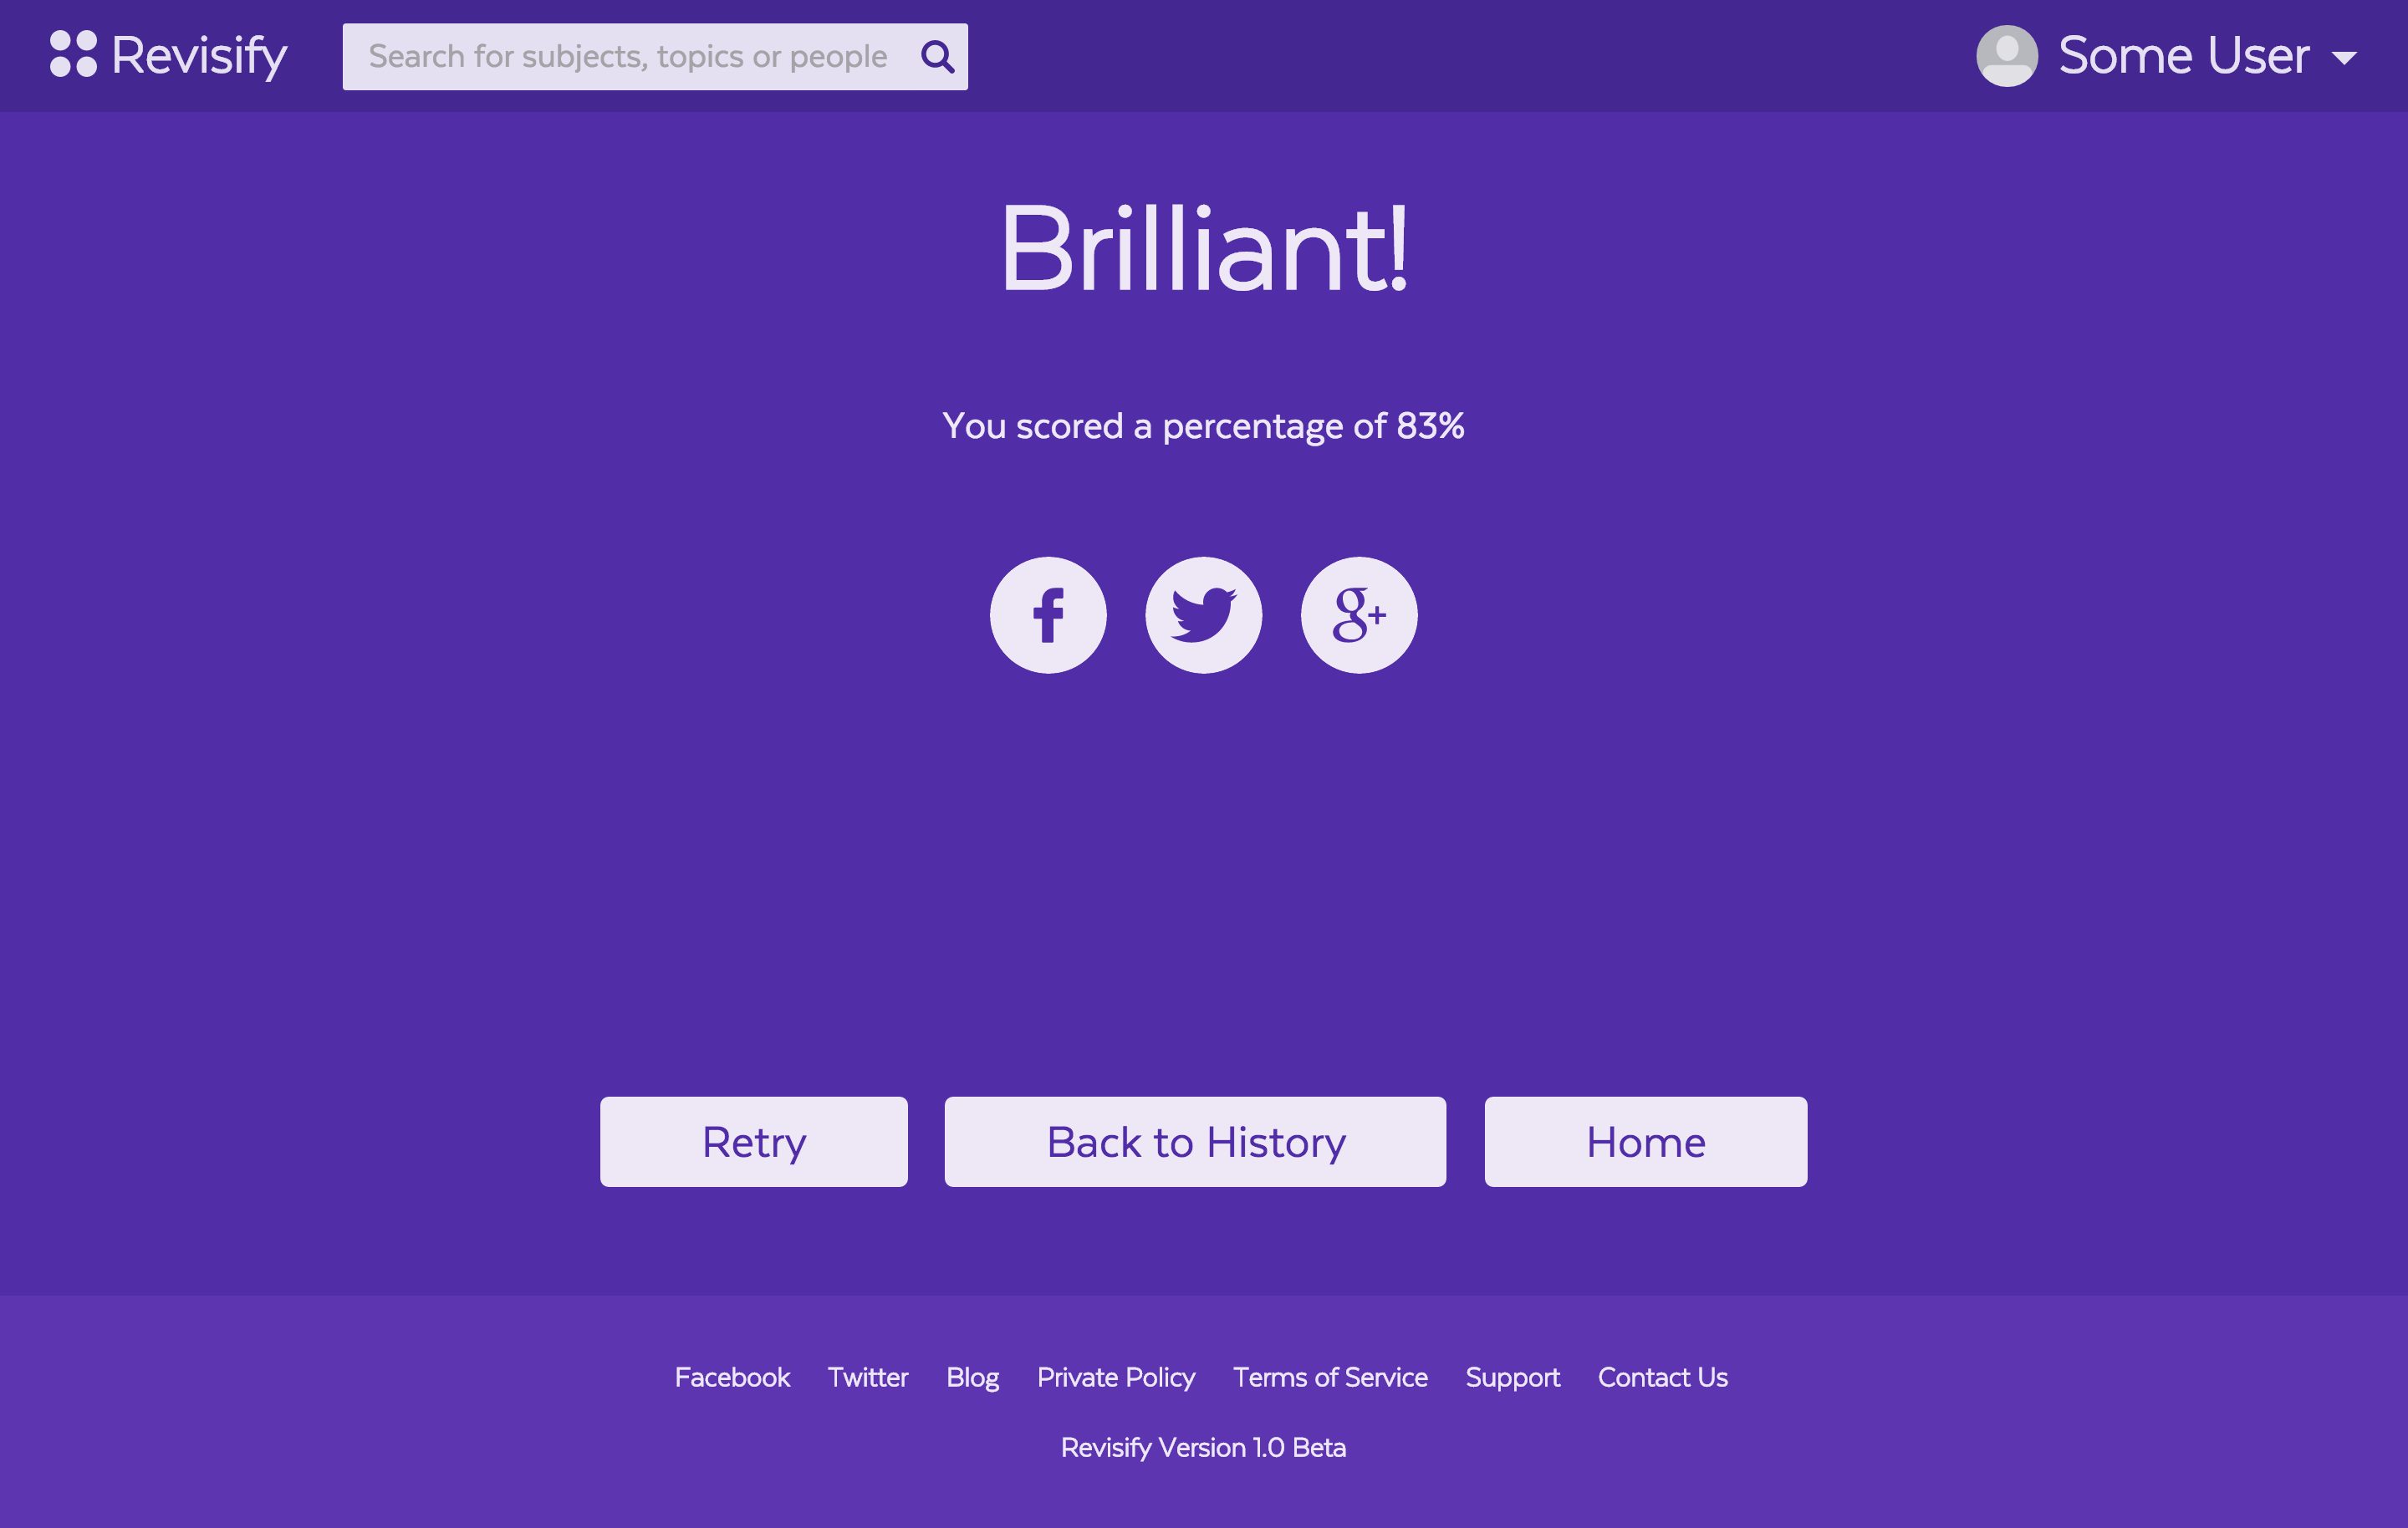 Revisify
Search for subjects, topics or people
Some User
Brilliant!
You scored a percentage of 83%
f
g+
Retry
Back to History
Home
Facebook Twitter Blog Private Policy Terms of Service Support Contact Us
Revisify Version 1.0 Beta